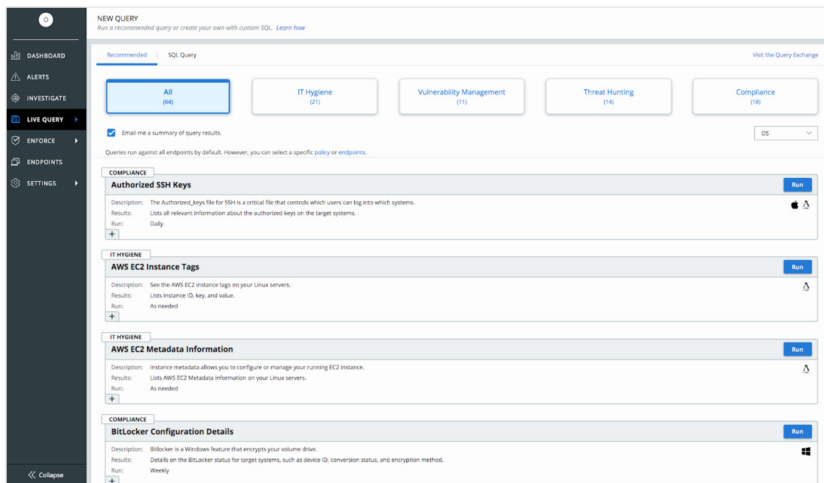 NEW QUERY
Run a recommended query or create your own with custom SQL. Learn how
Recommended
SQL Query
Visit the Query Exchange
All
(64)
IT Hygiene
(21)
Vulnerability Management
(11)
Threat Hunting
(14)
Compliance
(18)
Email me a summary of query results.
OS
Queries run against all endpoints by default. However, you can select a specific policy or endpoints.
DASHBOARD
ALERTS
INVESTIGATE
LIVE QUERY
ENFORCE
ENDPOINTS
SETTINGS
Collapse
COMPLIANCE
Authorized SSH Keys
Run
Description: The Authorized_keys file for SSH is a critical file that controls which users can log into which systems.
Results: Lists all relevant information about the authorized keys on the target systems.
Run: Daily
IT HYGIENE
AWS EC2 Instance Tags
Run
Description: See the AWS EC2 instance tags on your Linux servers.
Results: Lists instance ID, key, and value.
Run: As needed
IT HYGIENE
AWS EC2 Metadata Information
Run
Description: Instance metadata allows you to configure or manage your running EC2 instance.
Results: Lists AWS EC2 Metadata Information on your Linux servers.
Run: As needed
COMPLIANCE
BitLocker Configuration Details
Run
Description: Bitlocker is a Windows feature that encrypts your volume drive.
Results: Details on the BitLocker status for target systems, such as device ID, conversion status, and encryption method.
Run: Weekly